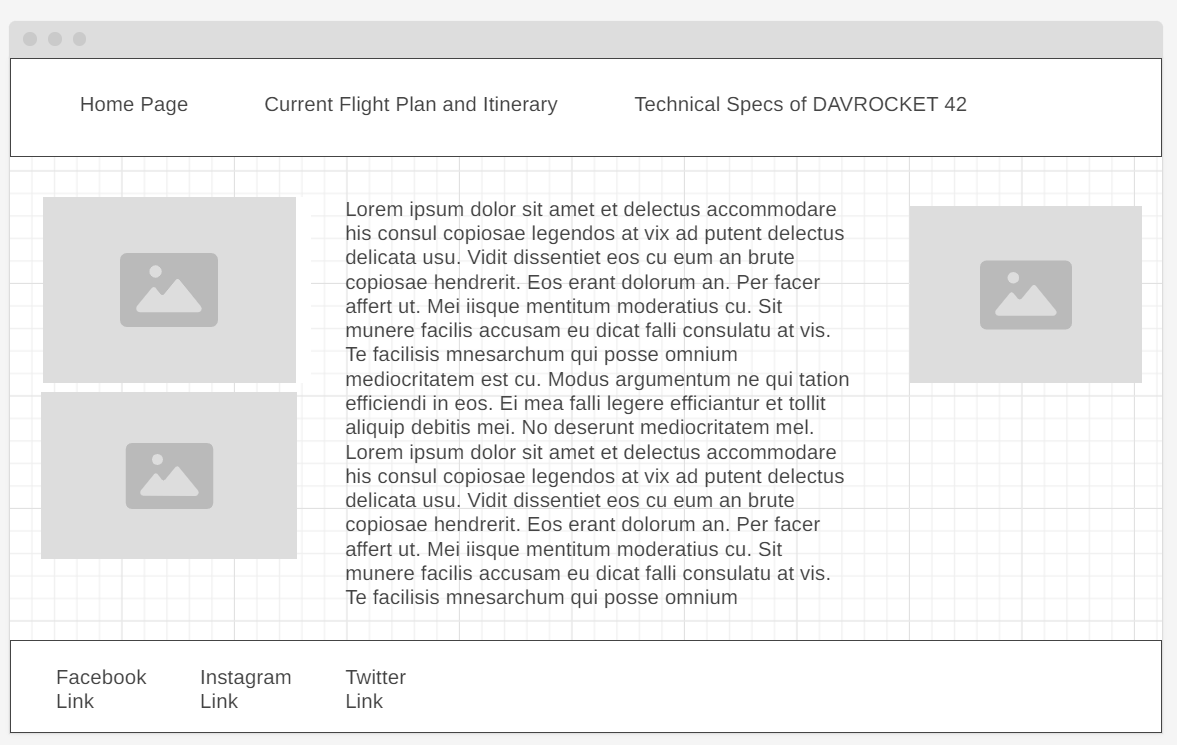 Home Page
Current Flight Plan and Itinerary
Technical Specs of DAVROCKET 42
Lorem ipsum dolor sit amet et delectus accommodare
his consul copiosae legendos at vix ad putent delectus
delicata usu. Vidit dissentiet eos cu eum an brute
copiosae hendrerit. Eos erant dolorum an. Per facer
affert ut. Mei iisque mentitum moderatius cu. Sit
munere facilis accusam eu dicat falli consulatu at vis.
Te facilisis mnesarchum qui posse omnium
mediocritatem est cu. Modus argumentum ne qui tation
efficiendi in eos. Ei mea falli legere efficiantur et tollit
aliquip debitis mei. No deserunt mediocritatem mel.
Lorem ipsum dolor sit amet et delectus accommodare
his consul copiosae legendos at vix ad putent delectus
delicata usu. Vidit dissentiet eos cu eum an brute
copiosae hendrerit. Eos erant dolorum an. Per facer
affert ut. Mei iisque mentitum moderatius cu. Sit
munere facilis accusam eu dicat falli consulatu at vis.
Te facilisis mnesarchum qui posse omnium
Facebook
Link
Instagram
Link
Twitter
Link